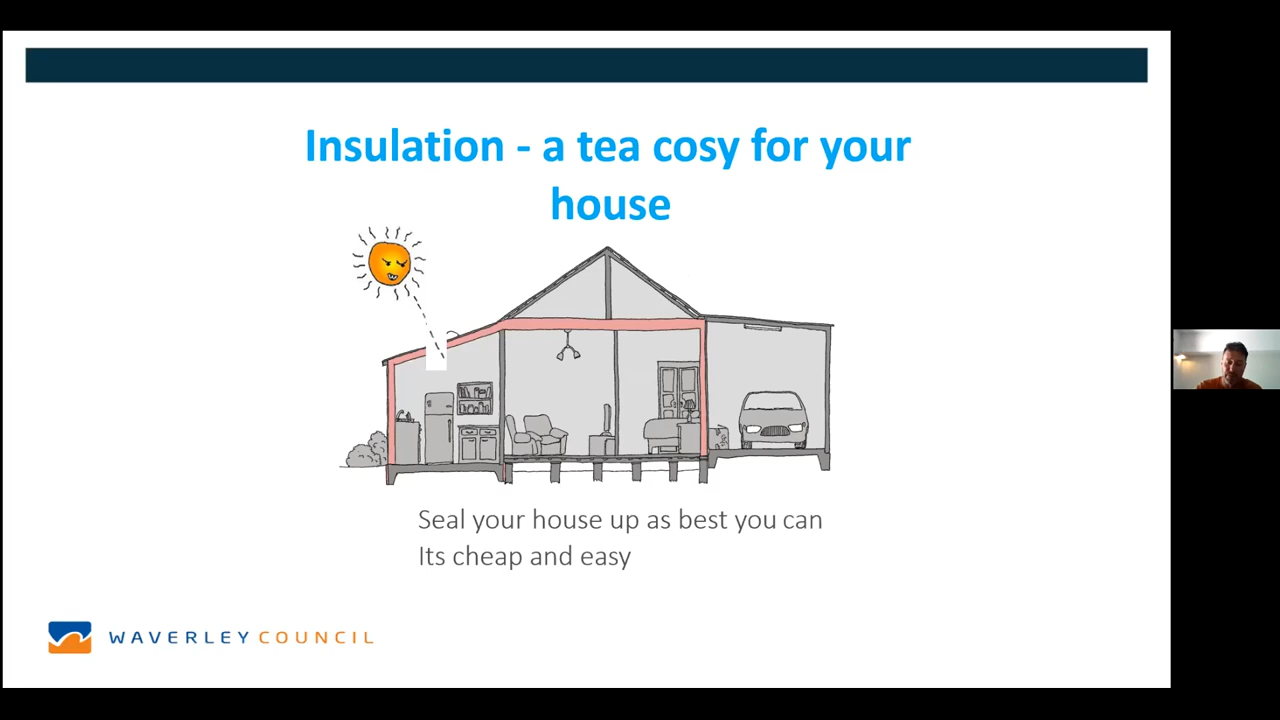 Insulation - a tea cosy for your
house
Seal your house up as best you can
Its cheap and easy
WAVERLEY COUNCIL